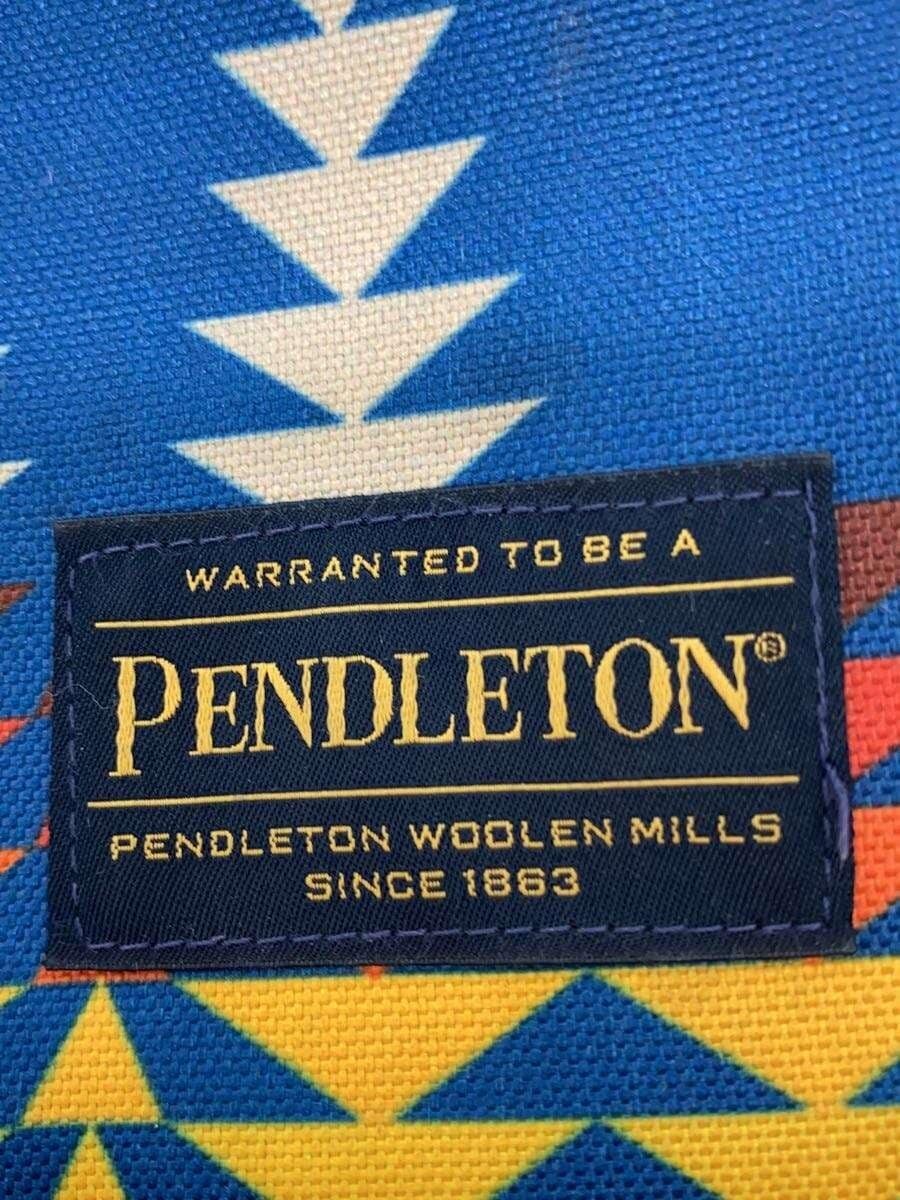 WARRANTED TO BE A
PENDLETON®
PENDLETON WOOLEN MILLS
SINCE 1863